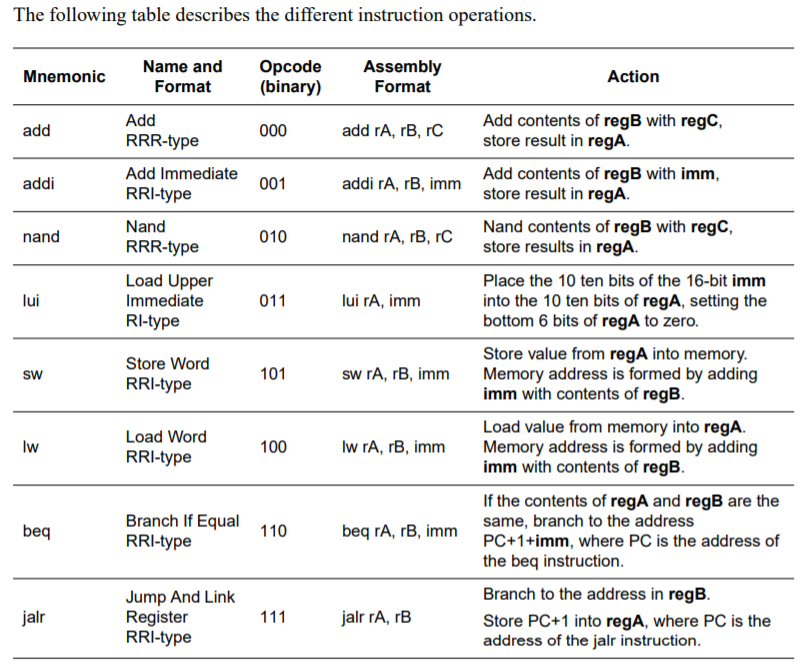 The following table describes the different instruction operations.
Mnemonic
Name and
Format
Opcode
(binary)
Assembly
Format
Action
add
Add
RRR-type
000
add rA, rB, rC
Add contents of regB with regC,
store result in regA.
addi
Add Immediate
RRI-type
001
addi rA, rB, imm
Add contents of regB with imm,
store result in regA.
nand
Nand
RRR-type
010
nand rA, rB, rC
Nand contents of regB with regC,
store results in regA.
lui
Load Upper
Immediate
RI-type
011
lui rA, imm
Place the 10 ten bits of the 16-bit imm
into the 10 ten bits of regA, setting the
bottom 6 bits of regA to zero.
sw
Store Word
RRI-type
101
sw rA, rB, imm
Store value from regA into memory.
Memory address is formed by adding
imm with contents of regB.
lw
Load Word
RRI-type
100
lw rA, rB, imm
Load value from memory into regA.
Memory address is formed by adding
imm with contents of regB.
beq
Branch If Equal
RRI-type
110
beq rA, rB, imm
If the contents of regA and regB are the
same, branch to the address
PC+1+imm, where PC is the address of
the beq instruction.
jalr
Jump And Link
Register
RRI-type
111
jalr rA, rB
Branch to the address in regB.
Store PC+1 into regA, where PC is the
address of the jalr instruction.